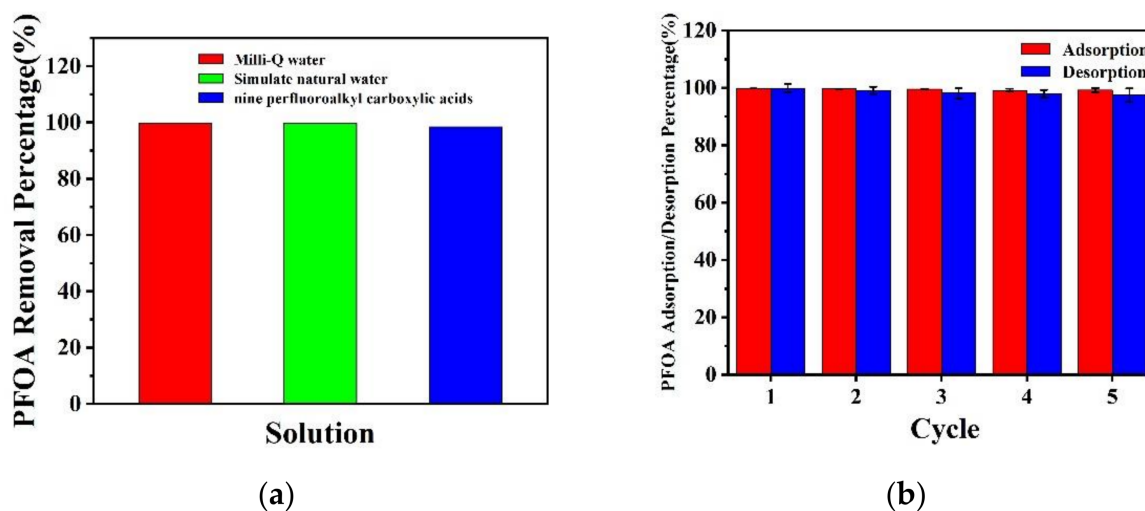 PFOA Removal Percentage(%)
120
100
80
60
40
20
0
Milli-Q water
Simulate natural water
nine perfluoroalkyl carboxylic acids
Solution
(a)
PFOA Adsorption/Desorption Percentage(%)
120
100
80
60
40
20
0
Adsorption
Desorption
1 2 3 4 5
Cycle
(b)